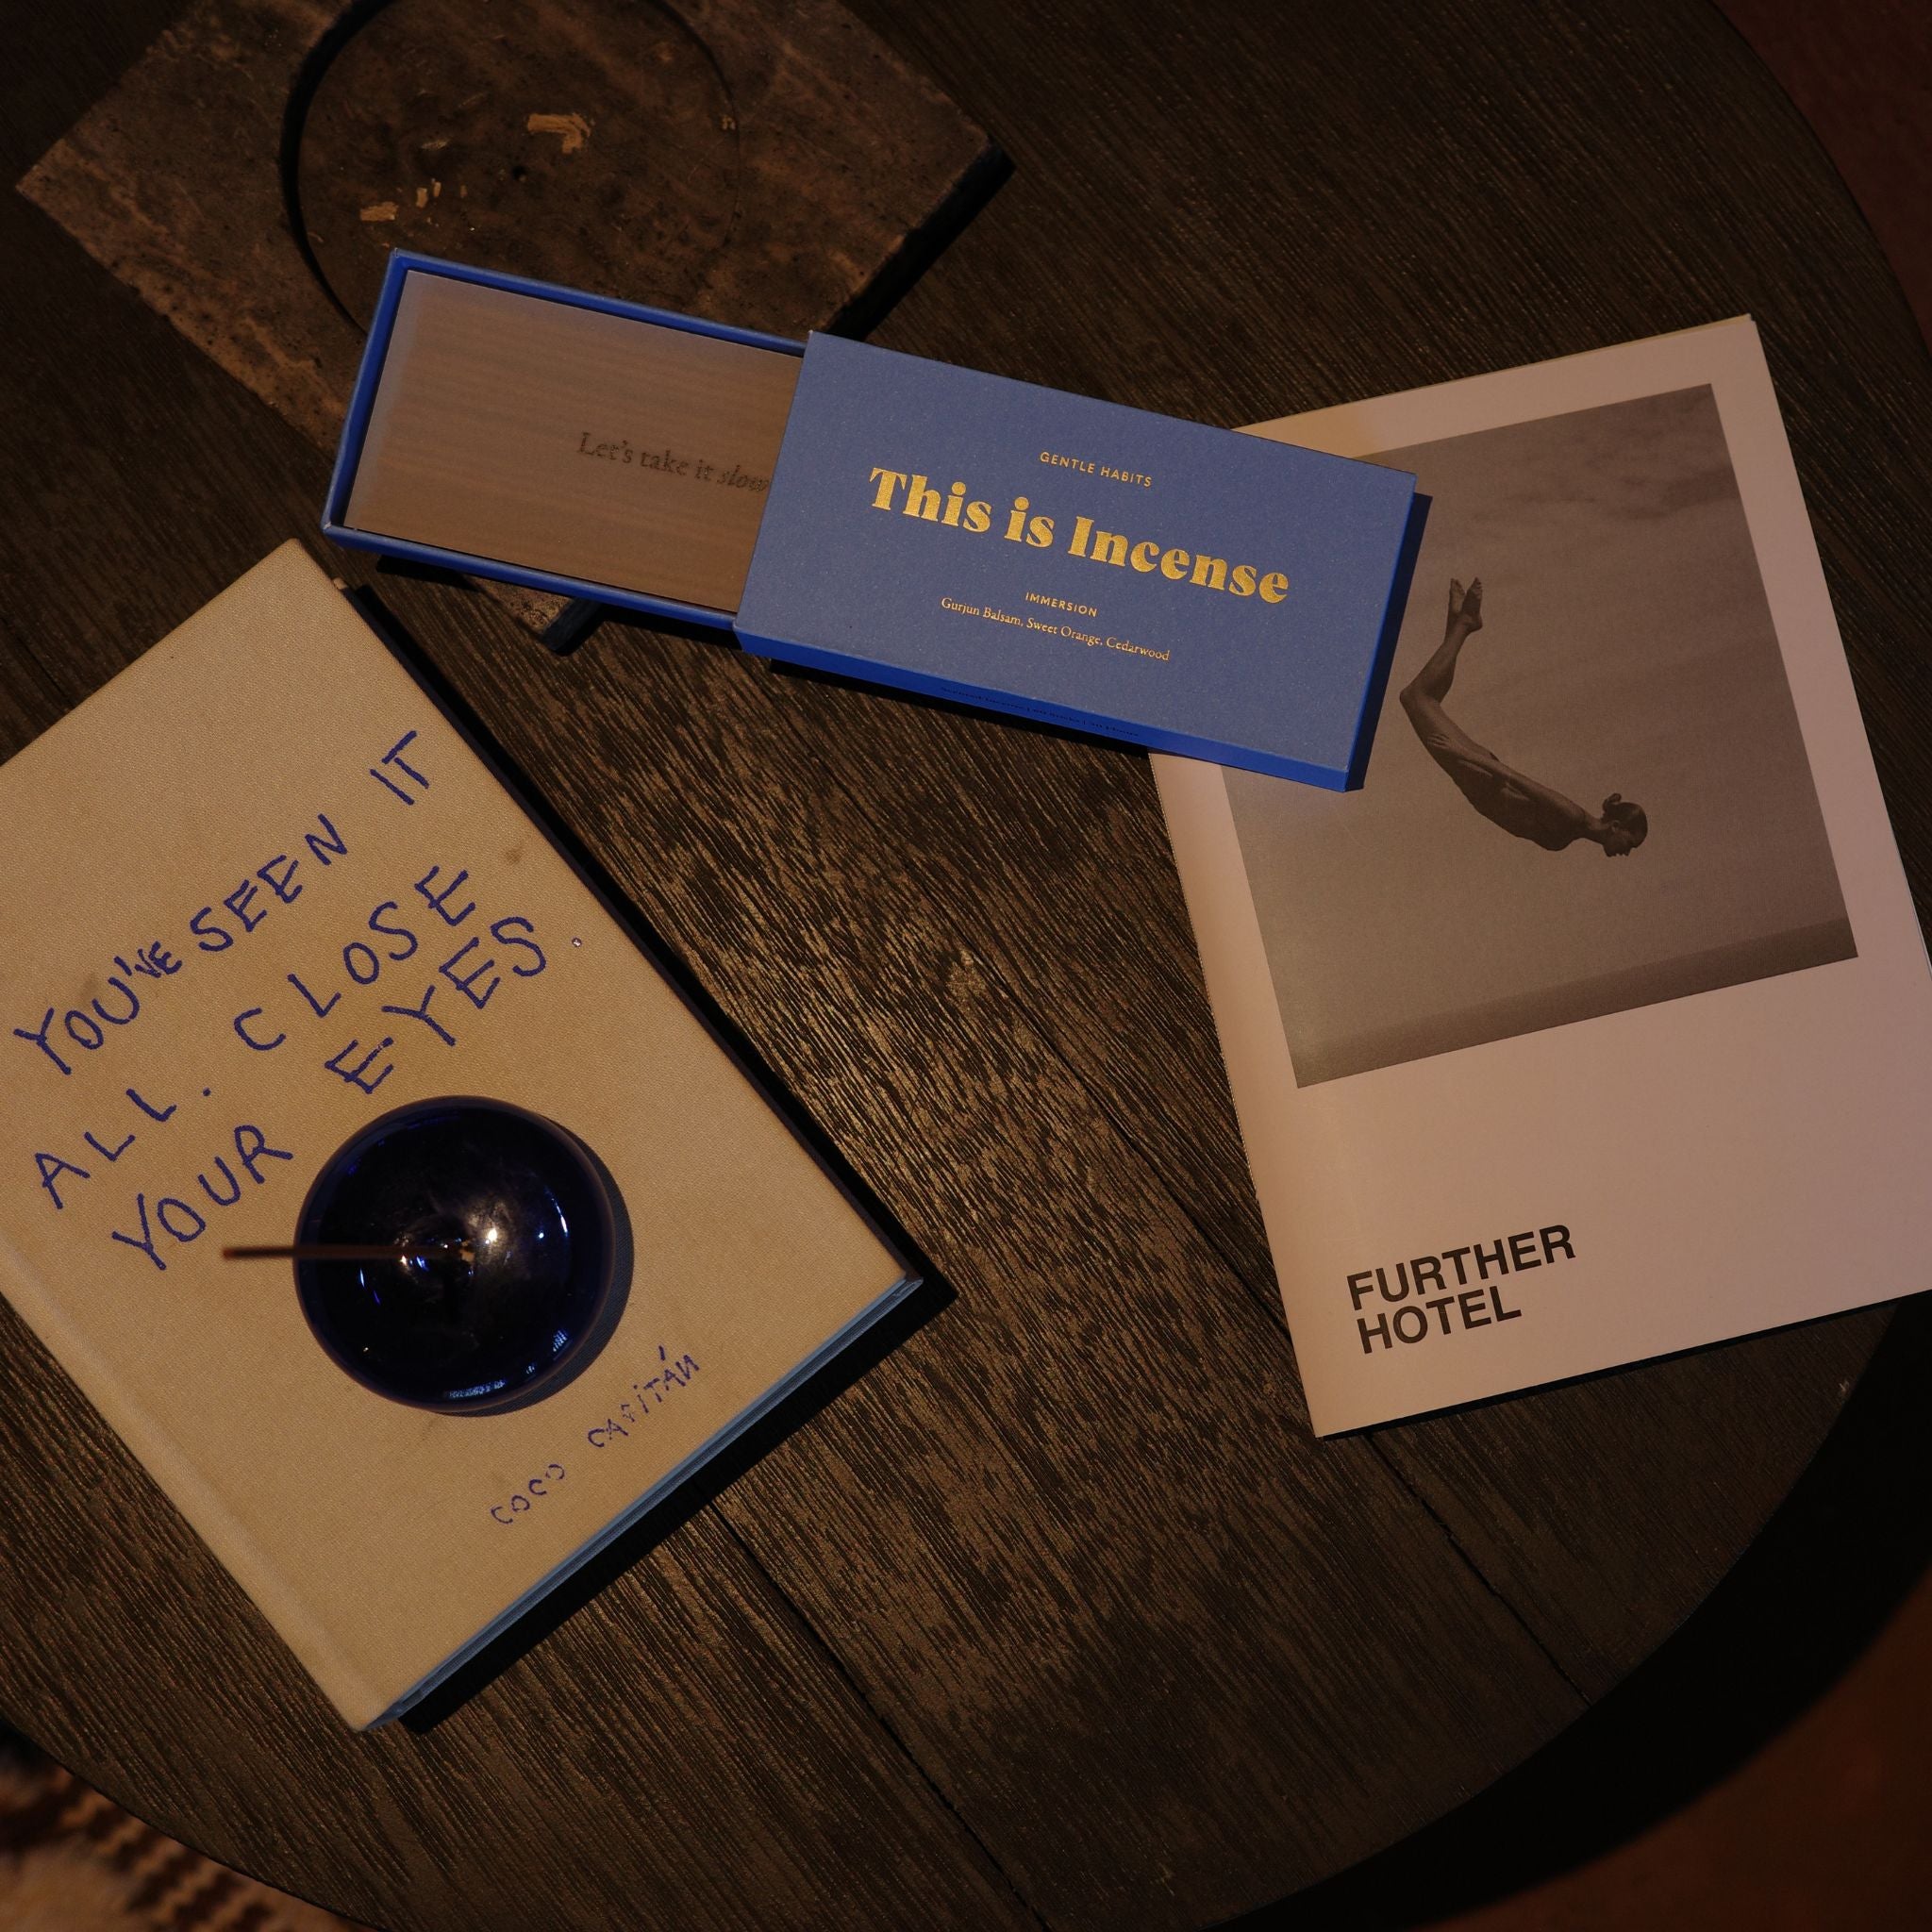 Let's take it slow
GENTLE HABITS
This is Incense
IMMERSION
Gurjun Balsam, Sweet Orange, Cedarwood
YOU'VE SEEN IT
ALL. CLOSE
YOUR EYES.
COCO CAPITÁN
FURTHER
HOTEL